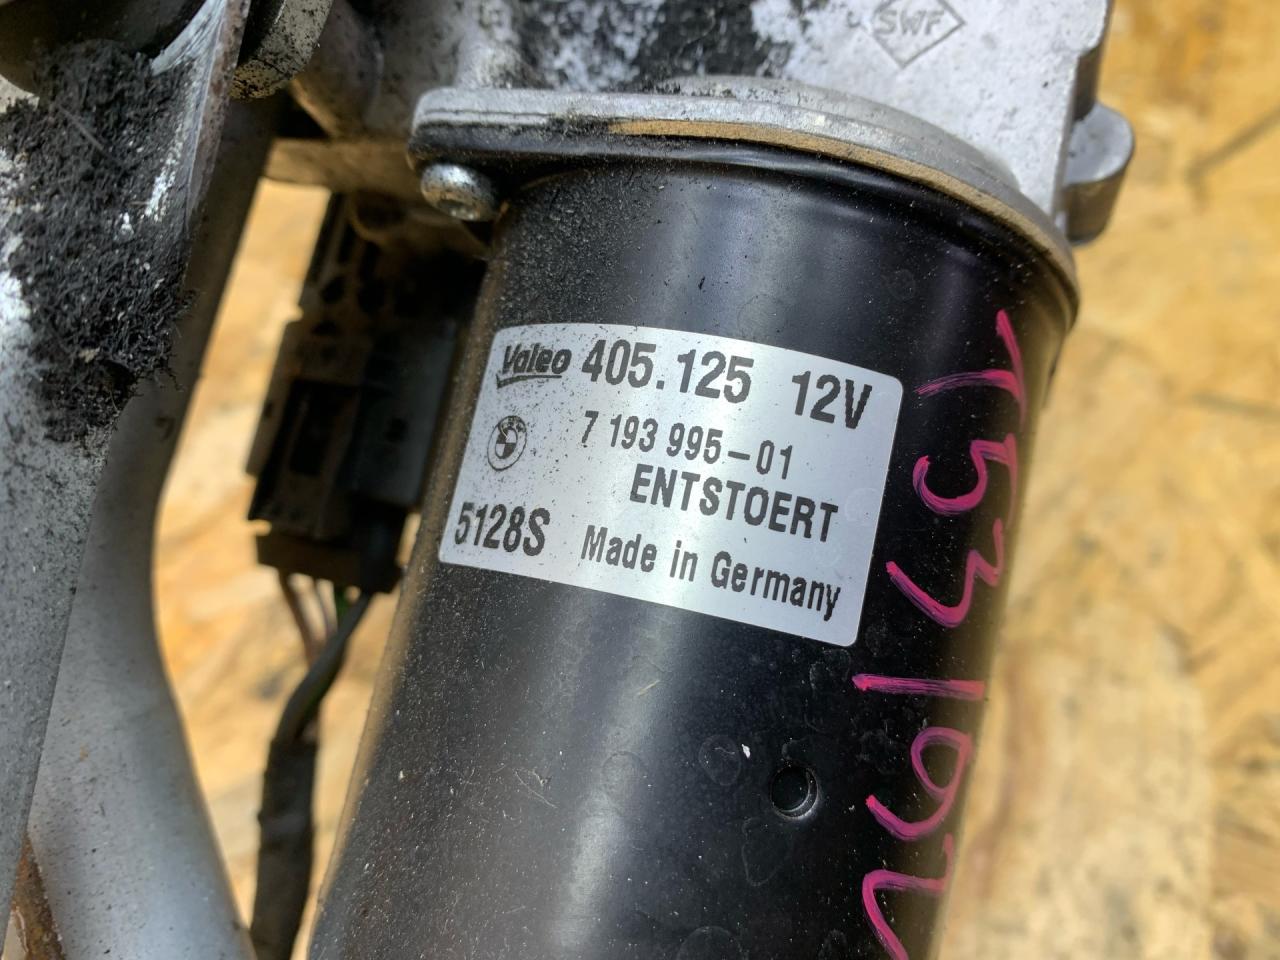 SWF
Valeo 405.125 12V
7 193 995-01
ENTSTOERT
5128S Made in Germany